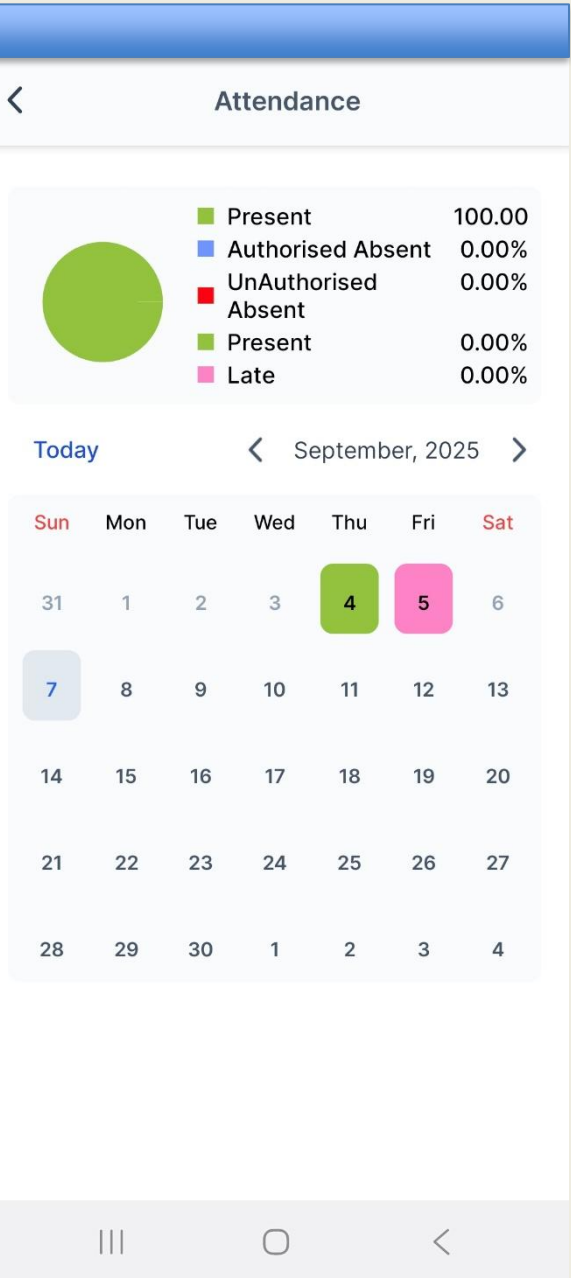 Attendance
Present 100.00
Authorised Absent 0.00%
UnAuthorised 0.00%
Absent
Present 0.00%
Late 0.00%
Today September, 2025
Sun Mon Tue Wed Thu Fri Sat
31 1 2 3 4 5 6
7 8 9 10 11 12 13
14 15 16 17 18 19 20
21 22 23 24 25 26 27
28 29 30 1 2 3 4